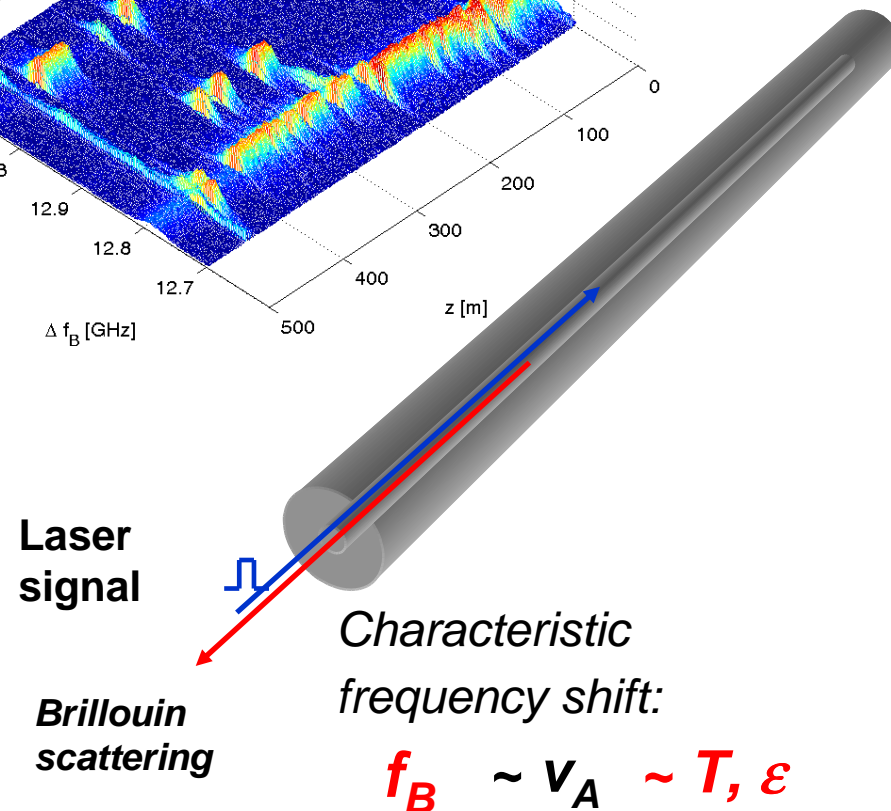 0
100
200
300
400
500
z [m]
12.9
12.8
12.7
Δ f_B [GHz]
Laser
signal
Brillouin
scattering
Characteristic
frequency shift:
f_B ~ v_A ~ T, ε